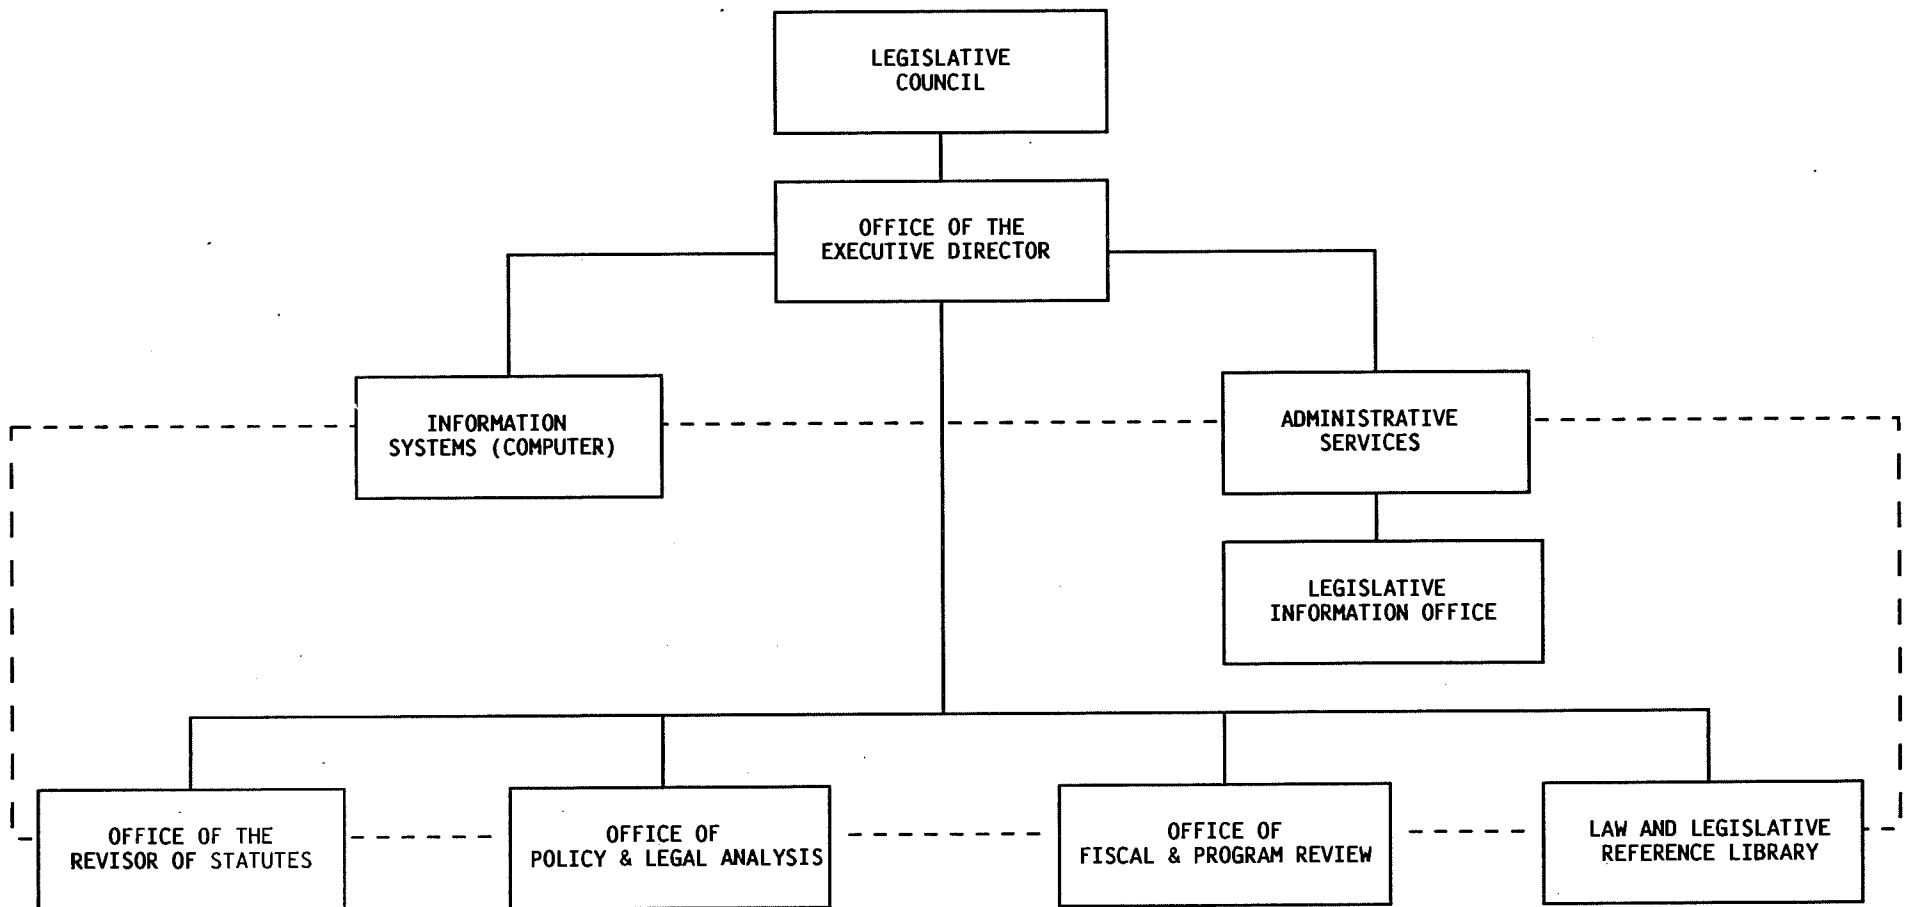 LEGISLATIVE
COUNCIL
OFFICE OF THE
EXECUTIVE DIRECTOR
INFORMATION
SYSTEMS (COMPUTER)
ADMINISTRATIVE
SERVICES
LEGISLATIVE
INFORMATION OFFICE
OFFICE OF THE
REVISOR OF STATUTES
OFFICE OF
POLICY & LEGAL ANALYSIS
OFFICE OF
FISCAL & PROGRAM REVIEW
LAW AND LEGISLATIVE
REFERENCE LIBRARY